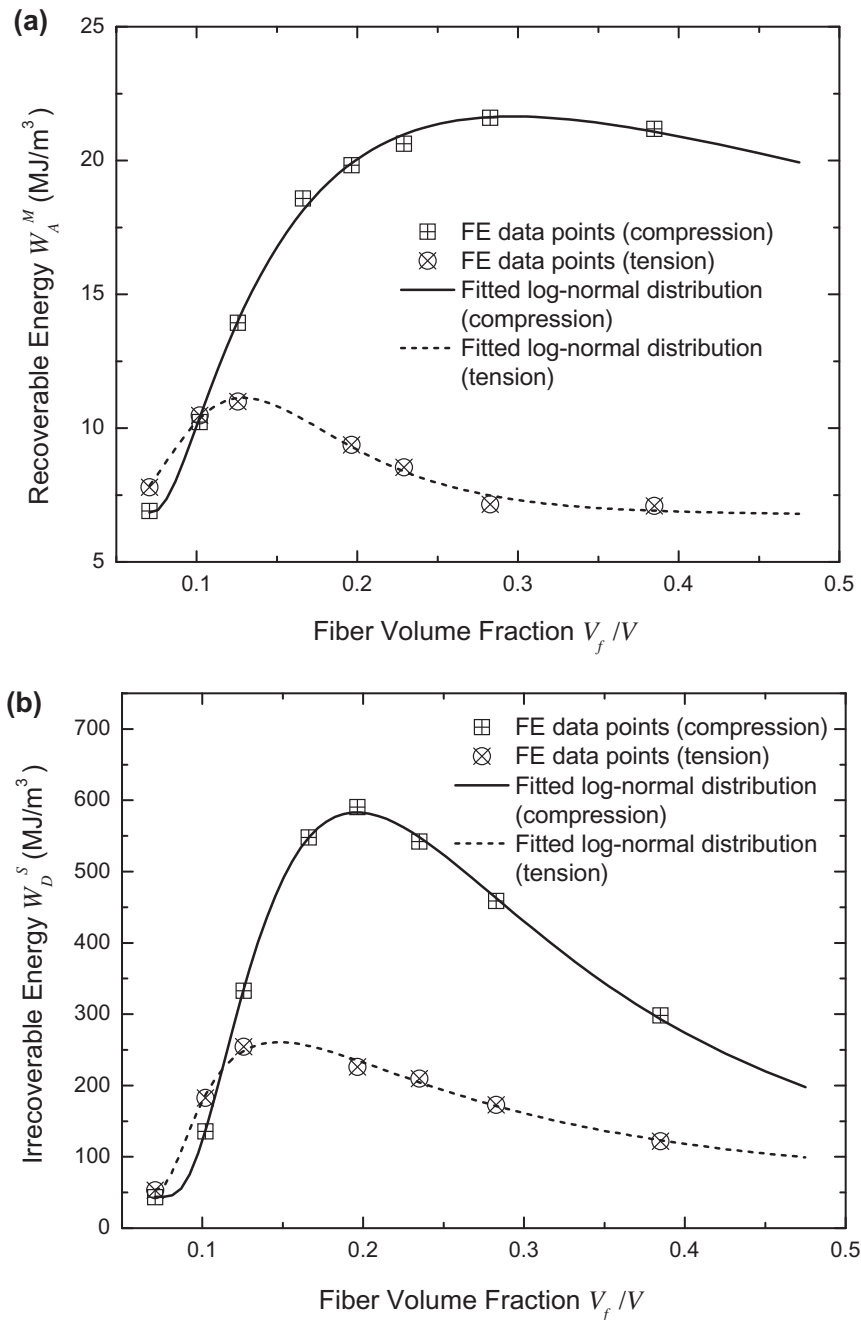 (a)
25
20
15
10
5
Recoverable Energy W_A^M (MJ/m³)
FE data points (compression)
FE data points (tension)
Fitted log-normal distribution
(compression)
Fitted log-normal distribution
(tension)
0.1 0.2 0.3 0.4 0.5
Fiber Volume Fraction V_f /V
(b)
700
600
500
400
300
200
100
0
Irrecoverable Energy W_D^S (MJ/m³)
FE data points (compression)
FE data points (tension)
Fitted log-normal distribution
(compression)
Fitted log-normal distribution
(tension)
0.1 0.2 0.3 0.4 0.5
Fiber Volume Fraction V_f /V